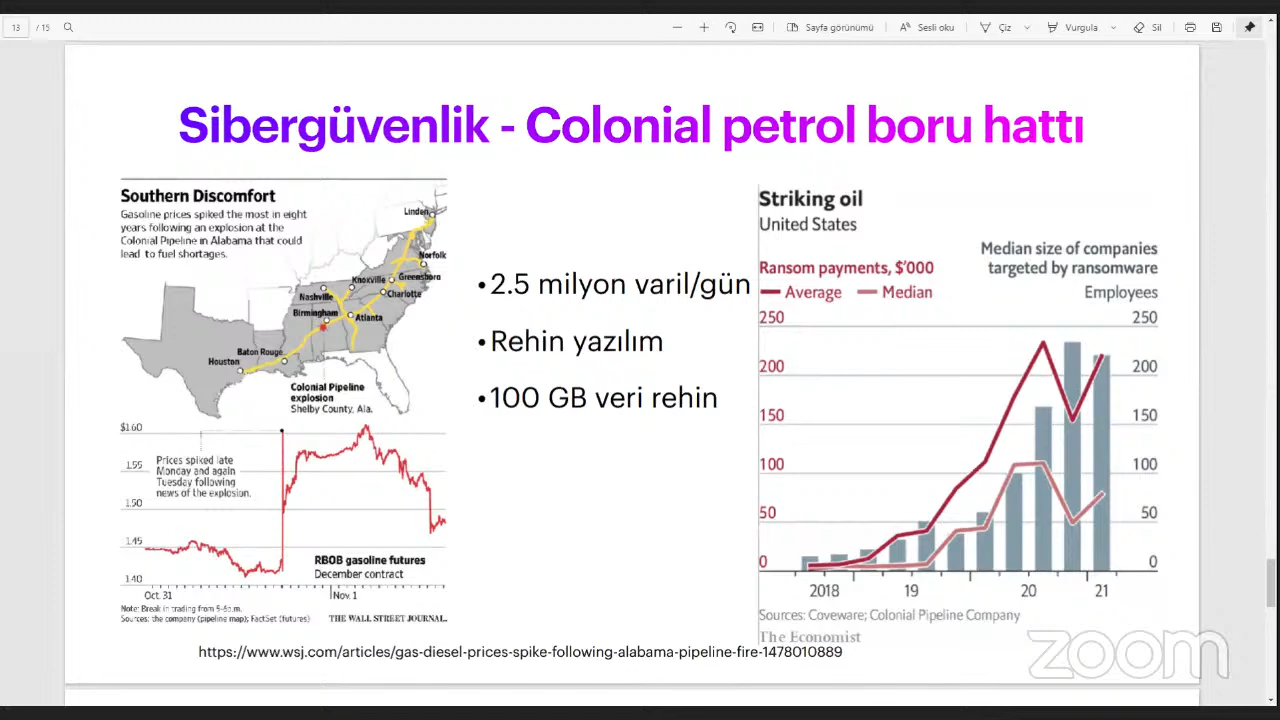 13 / 15
Sayfa görünümü
Sesli oku
Çiz
Vurgula
Sil
Sibergüvenlik - Colonial petrol boru hattı
Southern Discomfort
Gasoline prices spiked the most in eight
years following an explosion at the
Colonial Pipeline in Alabama that could
lead to fuel shortages.
Linden
Norfolk
Knoxville
Greensboro
Nashville
Charlotte
Birmingham
Atlanta
Baton Rouge
Houston
Colonial Pipeline
explosion
Shelby County, Ala.
$1.60
1.55
1.50
1.45
1.40
Prices spiked late
Monday and again
Tuesday following
news of the explosion.
RBOB gasoline futures
December contract
Oct. 31
Nov. 1
Note: Break in trading from 5-6p.m.
Sources: the company (pipeline map); FactSet (futures)
THE WALL STREET JOURNAL.
•2.5 milyon varil/gün
•Rehin yazılım
•100 GB veri rehin
Striking oil
United States
Ransom payments, $'000
Average
Median
Median size of companies
targeted by ransomware
Employees
250 250
200 200
150 150
100 100
50 50
0 0
2018 19 20 21
Sources: Coveware; Colonial Pipeline Company
The Economist
https://www.wsj.com/articles/gas-diesel-prices-spike-following-alabama-pipeline-fire-1478010889
zoom